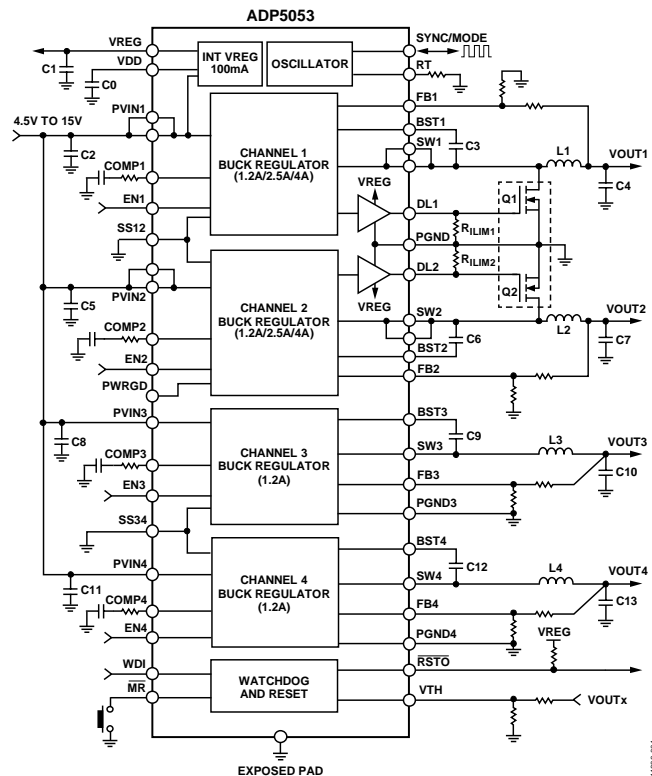 ADP5053
VREG
C1
VDD
C0
INT VREG
100mA
OSCILLATOR
SYNC/MODE
RT
4.5V TO 15V
PVIN1
C2
COMP1
EN1
SS12
CHANNEL 1
BUCK REGULATOR
(1.2A/2.5A/4A)
FB1
BST1
SW1
C3
L1
VOUT1
C4
VREG
DL1
Q1
RILIM1
PGND
RILIM2
DL2
Q2
VREG
C5
PVIN2
COMP2
EN2
PWRGD
CHANNEL 2
BUCK REGULATOR
(1.2A/2.5A/4A)
SW2
L2
VOUT2
C6
C7
BST2
FB2
PVIN3
C8
COMP3
EN3
SS34
CHANNEL 3
BUCK REGULATOR
(1.2A)
BST3
C9
SW3
L3
VOUT3
C10
FB3
PGND3
PVIN4
C11
COMP4
EN4
CHANNEL 4
BUCK REGULATOR
(1.2A)
BST4
C12
SW4
L4
VOUT4
C13
FB4
PGND4
VREG
WDI
MR
WATCHDOG
AND RESET
RSTO
VTH
VOUTx
EXPOSED PAD